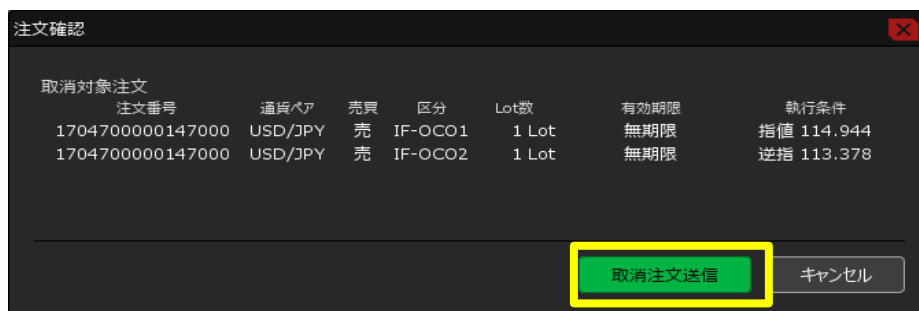 注文確認
取消対象注文
注文番号 通貨ペア 売買 区分 Lot数 有効期限 執行条件
17047000000147000 USD/JPY 売 IF-OCO1 1 Lot 無期限 指値 114.944
17047000000147000 USD/JPY 売 IF-OCO2 1 Lot 無期限 逆指 113.378
取消注文送信 キャンセル